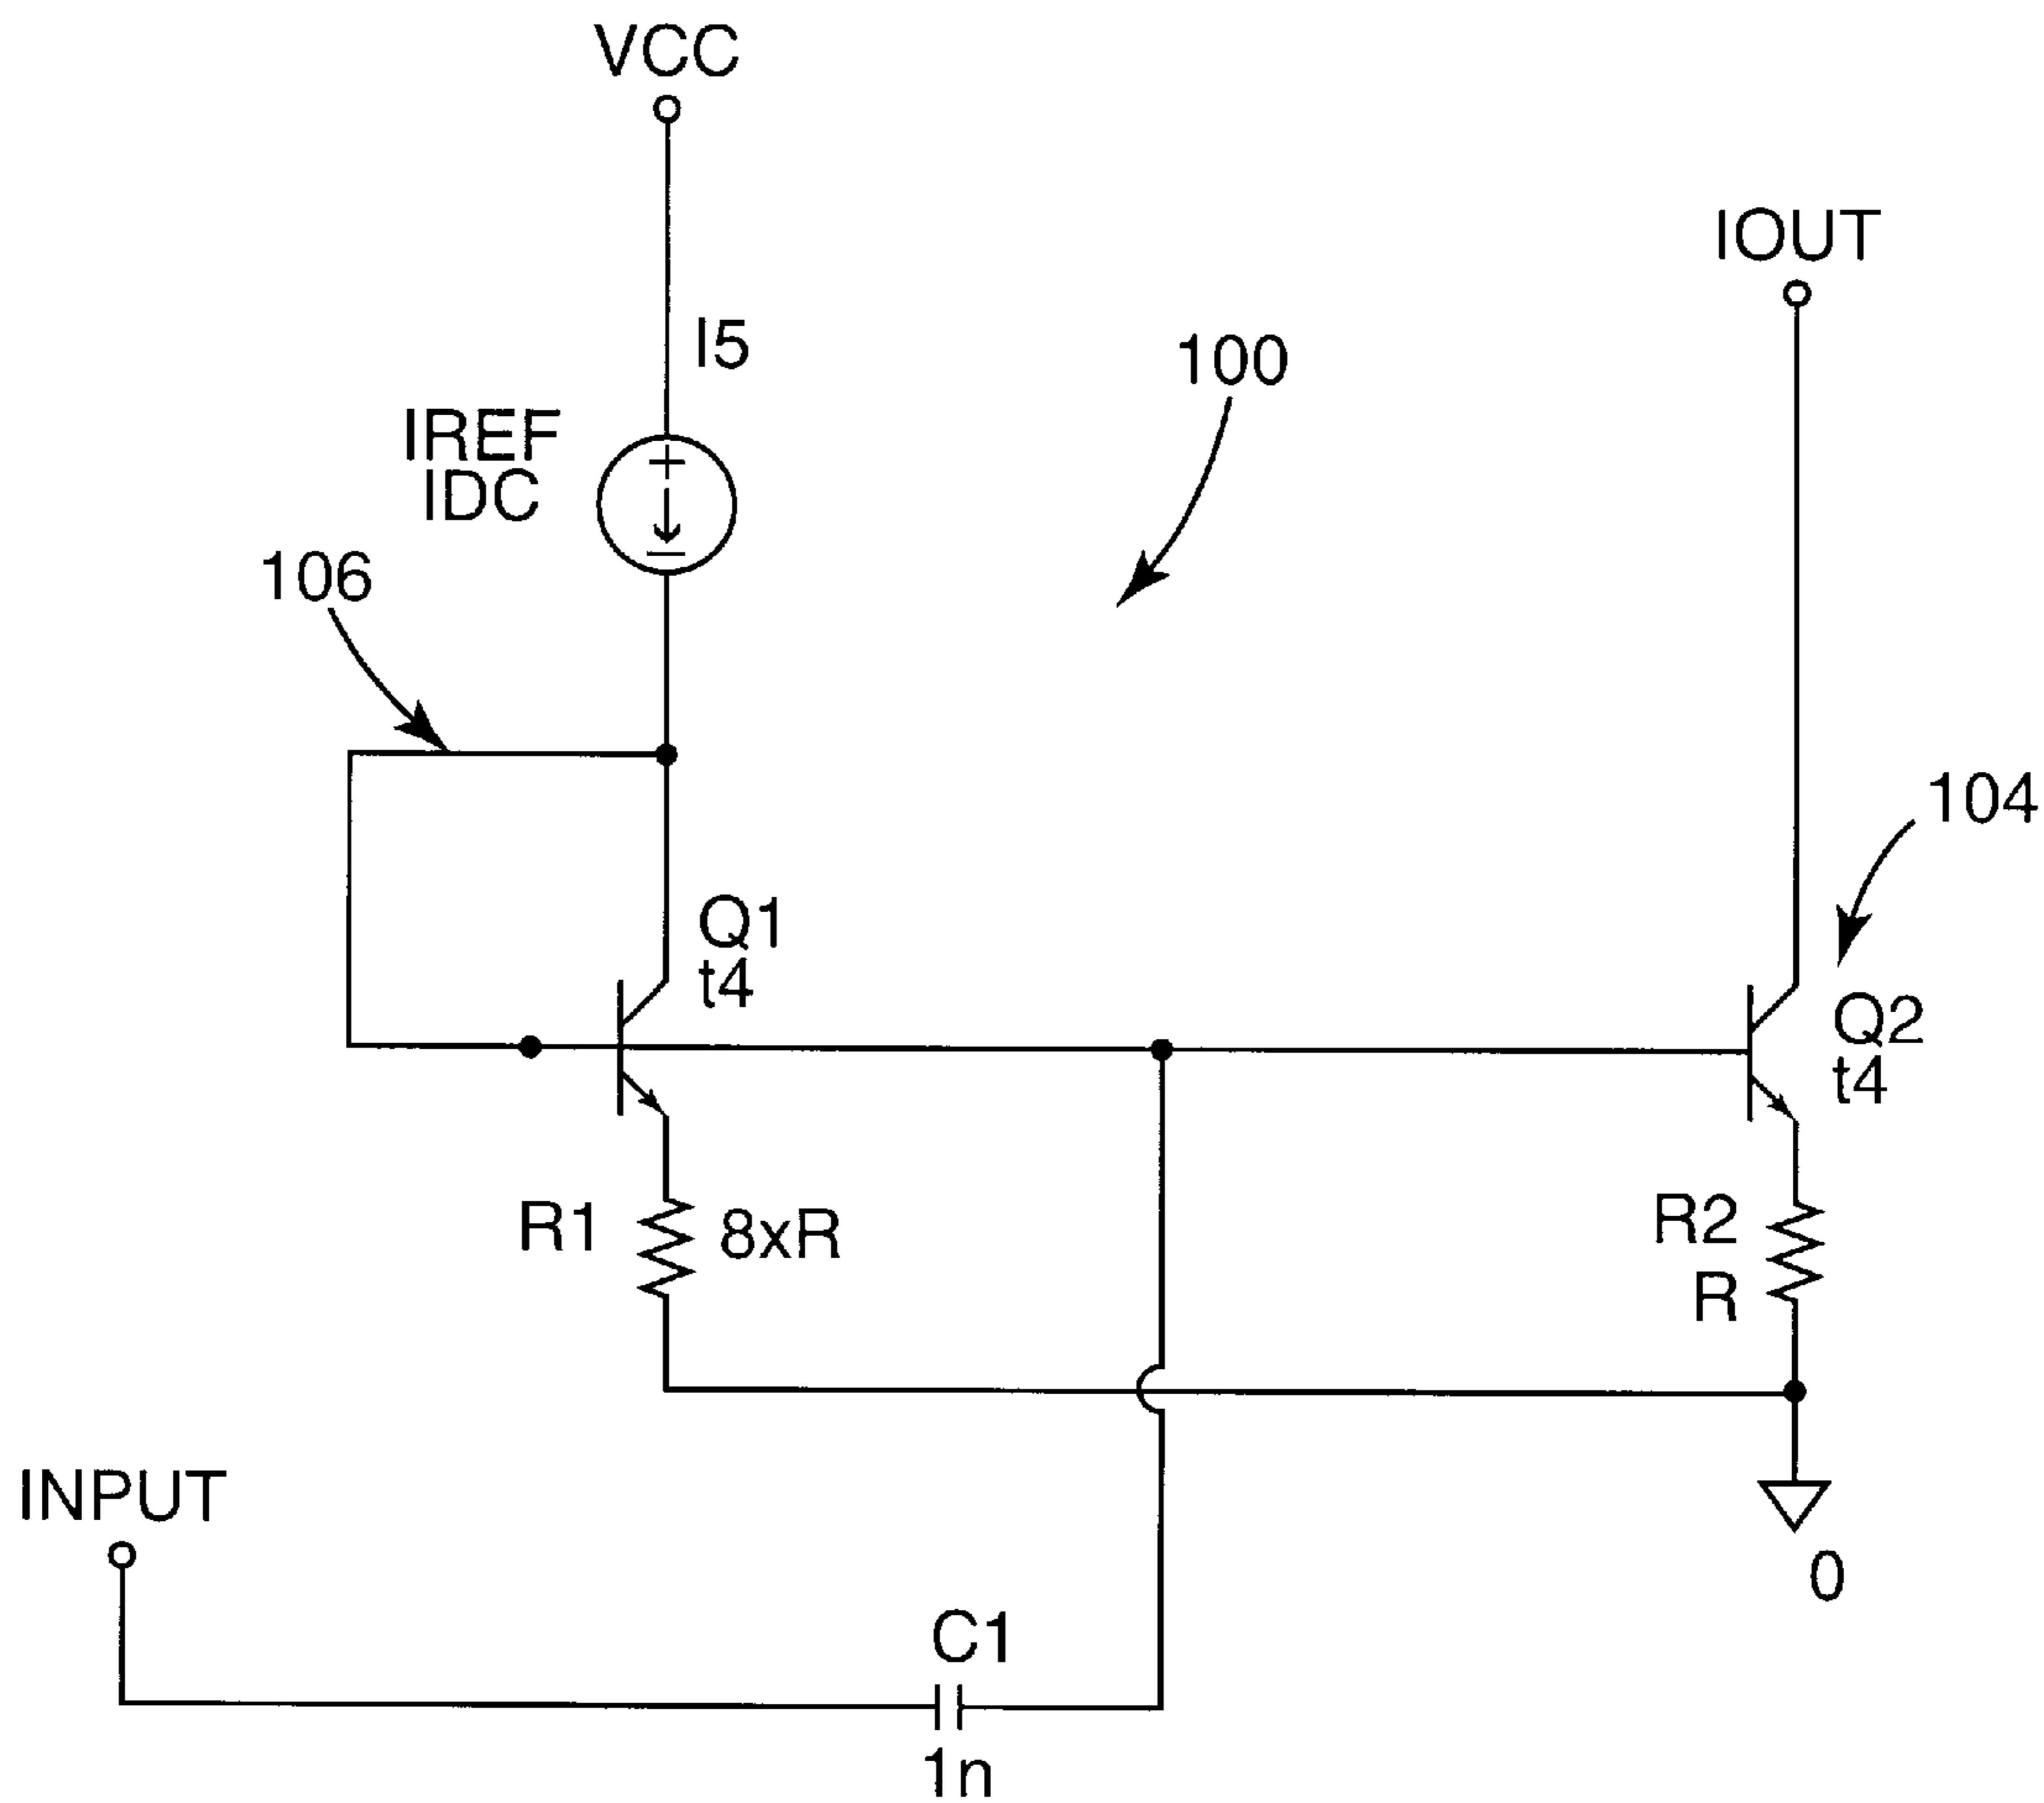 VCC
IOUT
I5
100
IREF
IDC
106
104
Q1
t4
Q2
t4
R1
8xR
R2
R
INPUT
0
C1
1n